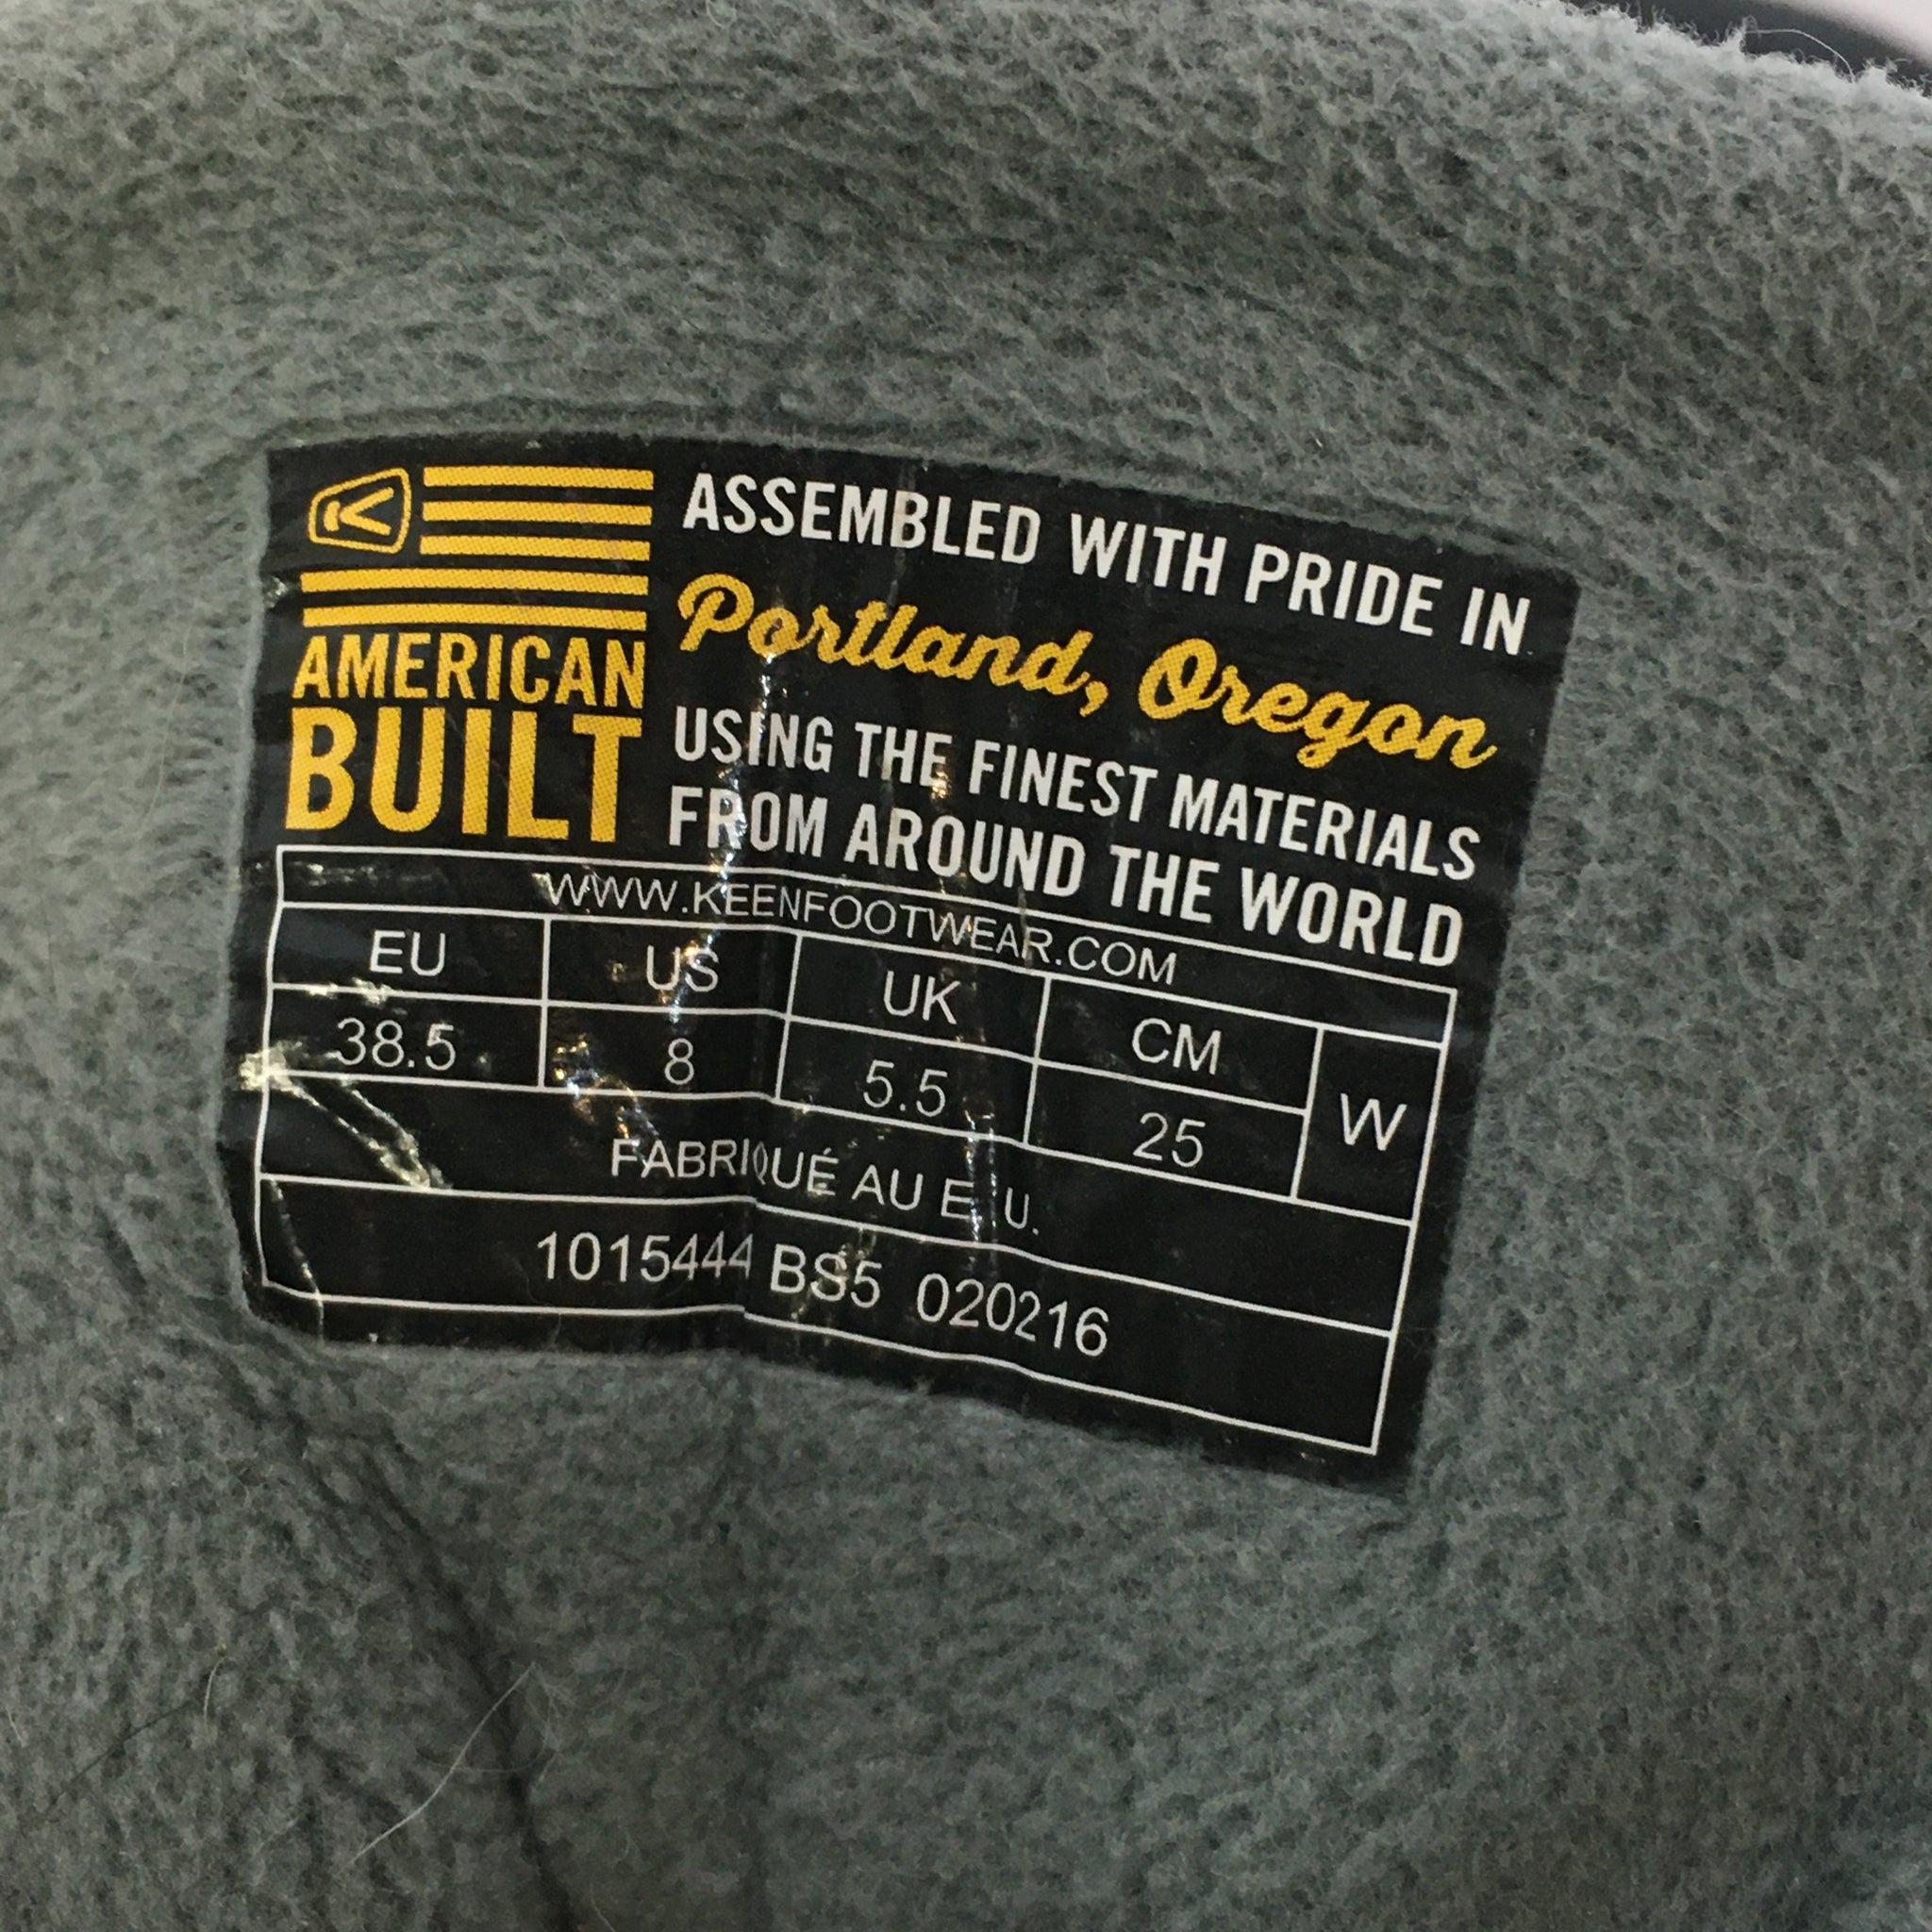 ASSEMBLED WITH PRIDE IN
Portland, Oregon
AMERICAN
BUILT
USING THE FINEST MATERIALS
FROM AROUND THE WORLD
WWW.KEENFOOTWEAR.COM
EU US UK CM W
38.5 8 5.5 25
FABRIQUÉ AU E.U.
1015444 BS5 020216